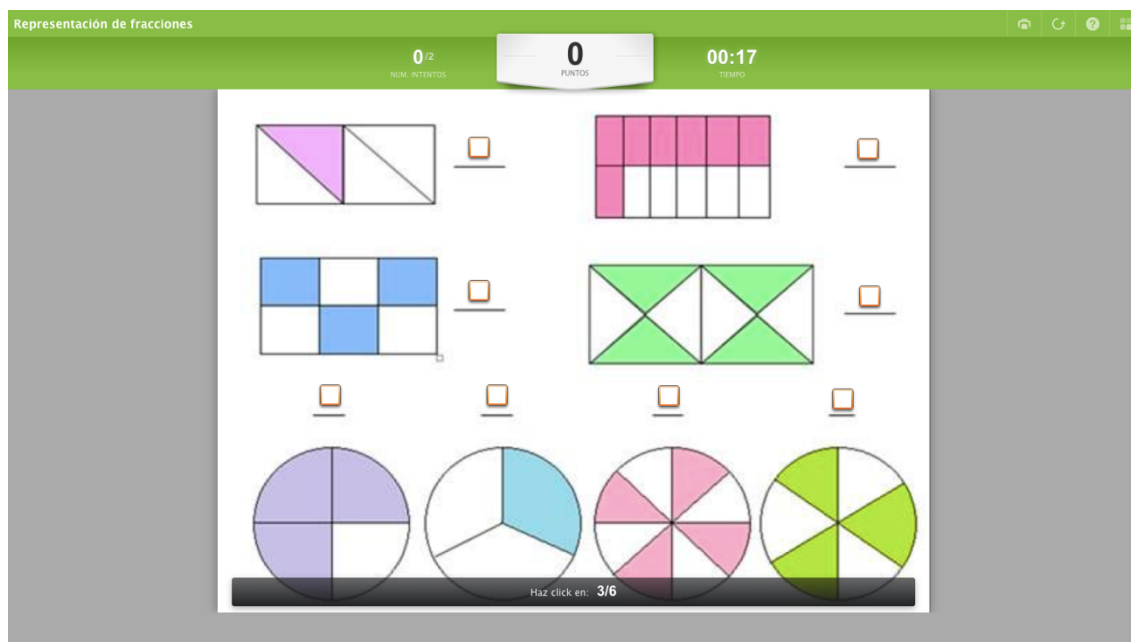 Representación de fracciones
0/2
NUM. INTENTOS
0
PUNTOS
00:17
TIEMPO
Haz click en: 3/6